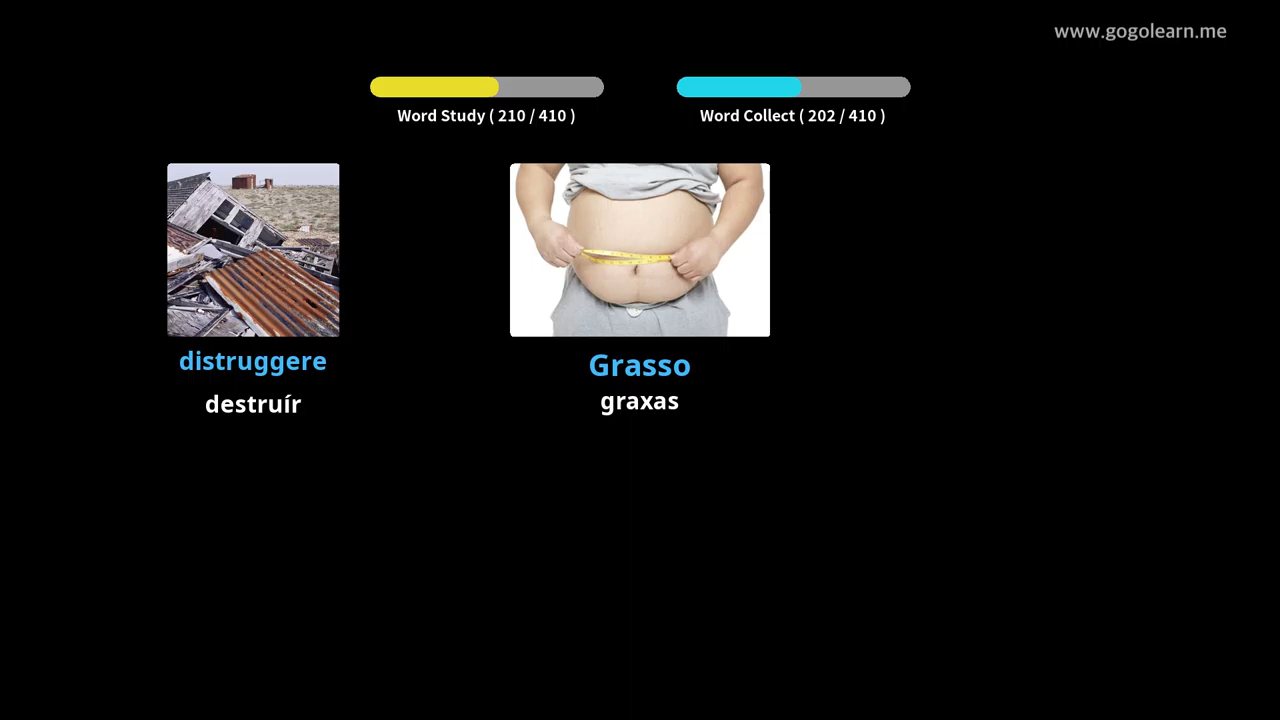 www.gogolearn.me
Word Study ( 210 / 410 )
Word Collect ( 202 / 410 )
distruggere
destruír
Grasso
graxas